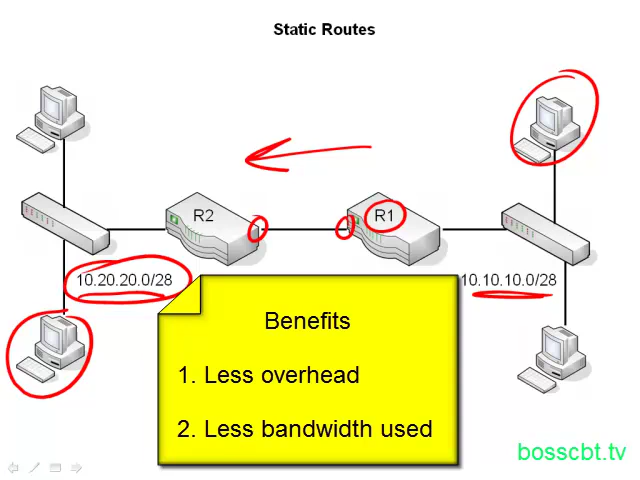 Static Routes
R2
R1
10.20.20.0/28
10.10.10.0/28
Benefits
1. Less overhead
2. Less bandwidth used
bosscbt.tv